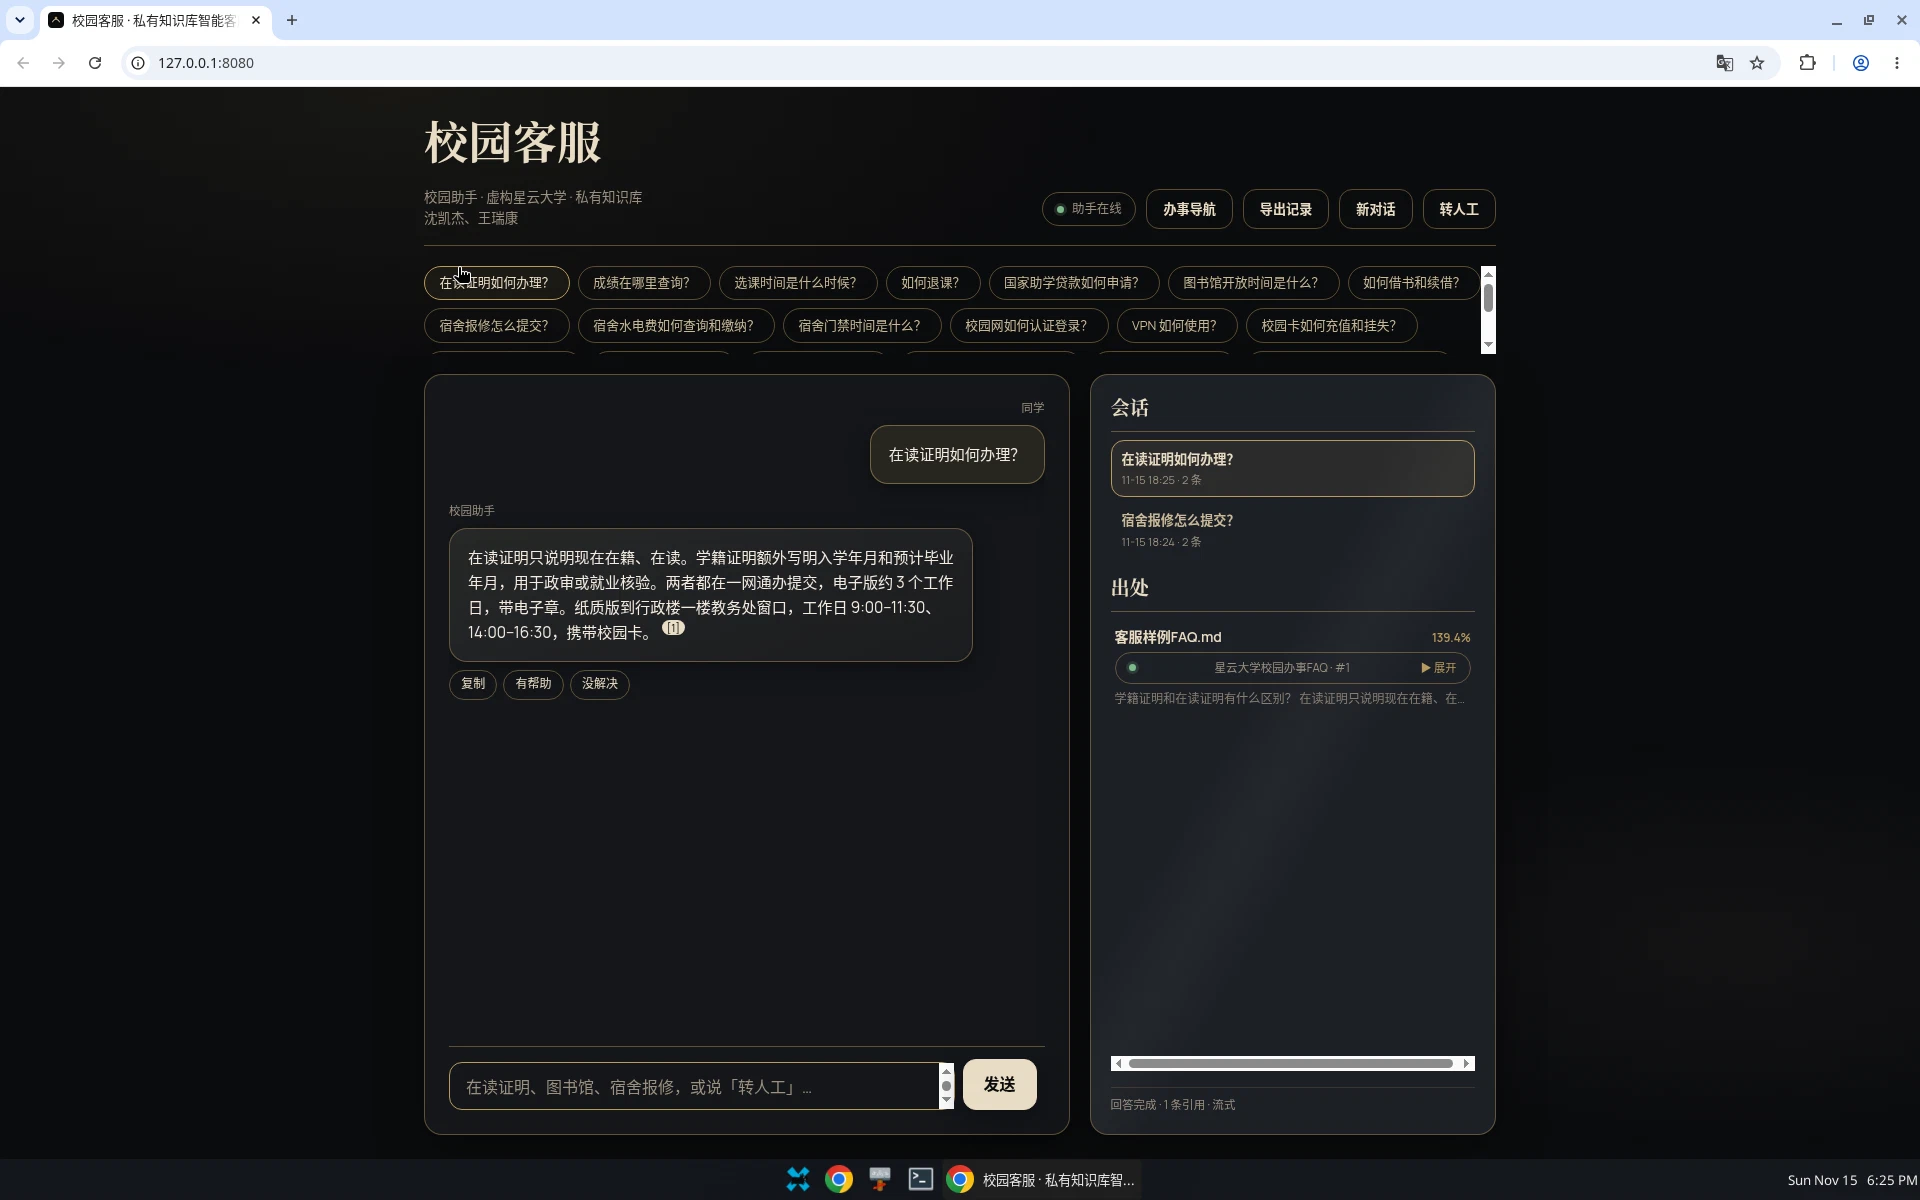 校园客服 · 私有知识库智能客
127.0.0.1:8080
校园客服
校园助手 · 虚构星云大学 · 私有知识库
沈凯杰、王瑞康
助手在线
办事导航
导出记录
新对话
转人工
在读证明如何办理？
成绩在哪里查询？
选课时间是什么时候？
如何退课？
国家助学贷款如何申请？
图书馆开放时间是什么？
如何借书和续借？
宿舍报修怎么提交？
宿舍水电费如何查询和缴纳？
宿舍门禁时间是什么？
校园网如何认证登录？
VPN 如何使用？
校园卡如何充值和挂失？
同学
在读证明如何办理？
校园助手
在读证明只说明现在在籍、在读。学籍证明额外写明入学年月和预计毕业
年月，用于政审或就业核验。两者都在一网通办提交，电子版约 3 个工作
日，带电子章。纸质版到行政楼一楼教务处窗口，工作日 9:00–11:30、
14:00–16:30，携带校园卡。 [1]
复制
有帮助
没解决
在读证明、图书馆、宿舍报修，或说「转人工」…
发送
会话
在读证明如何办理？
11-15 18:25 · 2 条
宿舍报修怎么提交？
11-15 18:24 · 2 条
出处
客服样例FAQ.md
139.4%
星云大学校园办事FAQ · #1
▶ 展开
学籍证明和在读证明有什么区别？ 在读证明只说明现在在籍、在…
回答完成 · 1 条引用 · 流式
校园客服 · 私有知识库智...
Sun Nov 15 6:25 PM